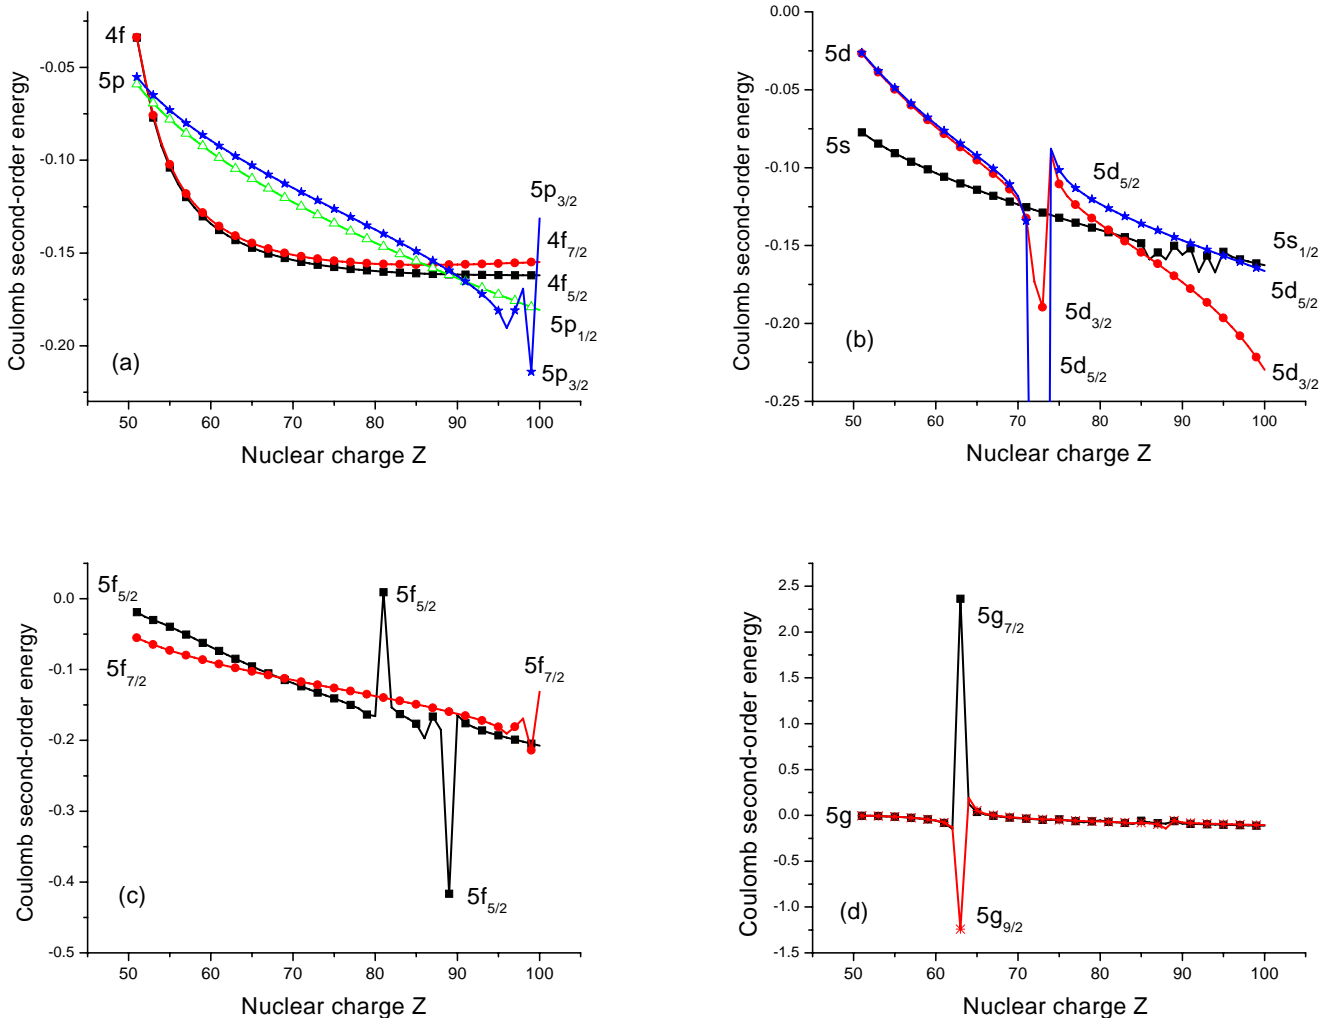 4f
5p
-0.05
-0.10
-0.15
-0.20
5p3/2
4f7/2
4f5/2
5p1/2
5p3/2
(a)
50 60 70 80 90 100
Nuclear charge Z
Coulomb second-order energy
0.00
-0.05
-0.10
-0.15
-0.20
-0.25
5d
5s
5d5/2
5s1/2
5d5/2
5d3/2
5d5/2
5d3/2
(b)
50 60 70 80 90 100
Nuclear charge Z
Coulomb second-order energy
0.0
-0.1
-0.2
-0.3
-0.4
-0.5
5f5/2
5f7/2
5f5/2
5f7/2
5f5/2
(c)
50 60 70 80 90 100
Nuclear charge Z
Coulomb second-order energy
2.5
2.0
1.5
1.0
0.5
0.0
-0.5
-1.0
-1.5
5g7/2
5g
5g9/2
(d)
50 60 70 80 90 100
Nuclear charge Z
Coulomb second-order energy